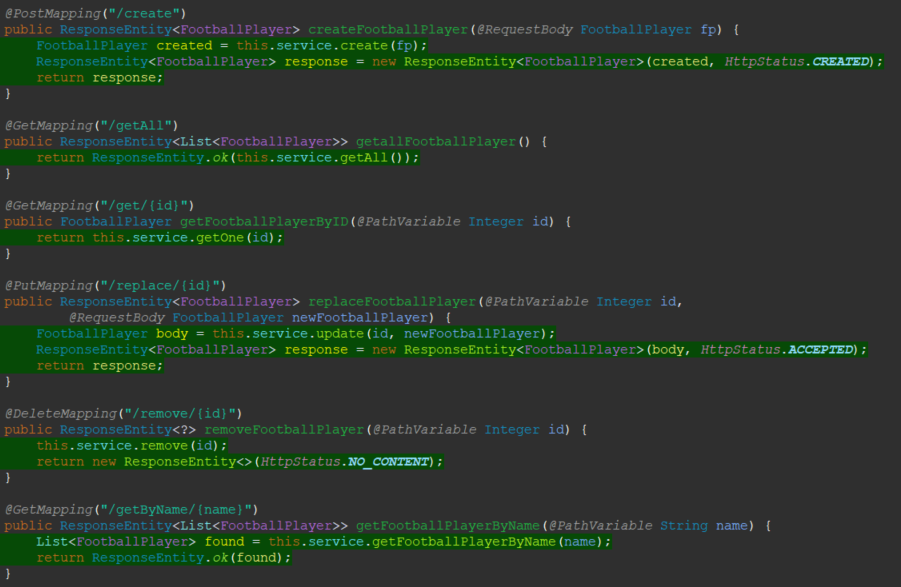 @PostMapping("/create")
public ResponseEntity<FootballPlayer> createFootballPlayer(@RequestBody FootballPlayer fp) {
    FootballPlayer created = this.service.create(fp);
    ResponseEntity<FootballPlayer> response = new ResponseEntity<FootballPlayer>(created, HttpStatus.CREATED);
    return response;
}

@GetMapping("/getAll")
public ResponseEntity<List<FootballPlayer>> getallFootballPlayer() {
    return ResponseEntity.ok(this.service.getAll());
}

@GetMapping("/get/{id}")
public FootballPlayer getFootballPlayerByID(@PathVariable Integer id) {
    return this.service.getOne(id);
}

@PutMapping("/replace/{id}")
public ResponseEntity<FootballPlayer> replaceFootballPlayer(@PathVariable Integer id,
        @RequestBody FootballPlayer newFootballPlayer) {
    FootballPlayer body = this.service.update(id, newFootballPlayer);
    ResponseEntity<FootballPlayer> response = new ResponseEntity<FootballPlayer>(body, HttpStatus.ACCEPTED);
    return response;
}

@DeleteMapping("/remove/{id}")
public ResponseEntity<?> removeFootballPlayer(@PathVariable Integer id) {
    this.service.remove(id);
    return new ResponseEntity<>(HttpStatus.NO_CONTENT);
}

@GetMapping("/getByName/{name}")
public ResponseEntity<List<FootballPlayer>> getFootballPlayerByName(@PathVariable String name) {
    List<FootballPlayer> found = this.service.getFootballPlayerByName(name);
    return ResponseEntity.ok(found);
}